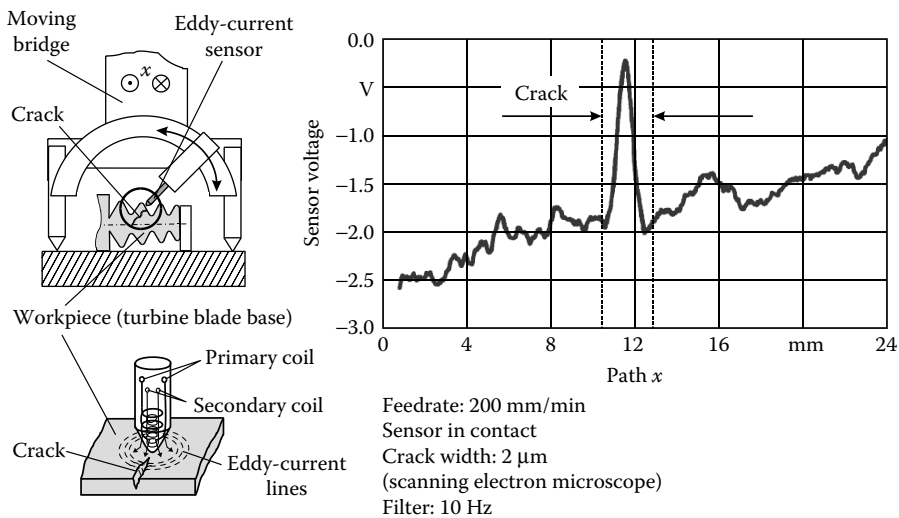 Moving
bridge
Eddy-current
sensor
x
Crack
Workpiece (turbine blade base)
Primary coil
Secondary coil
Crack
Eddy-current
lines
Sensor voltage
0.0
V
−1.0
−1.5
−2.0
−2.5
−3.0
Crack
0 4 8 12 16 mm 24
Path x
Feedrate: 200 mm/min
Sensor in contact
Crack width: 2 μm
(scanning electron microscope)
Filter: 10 Hz